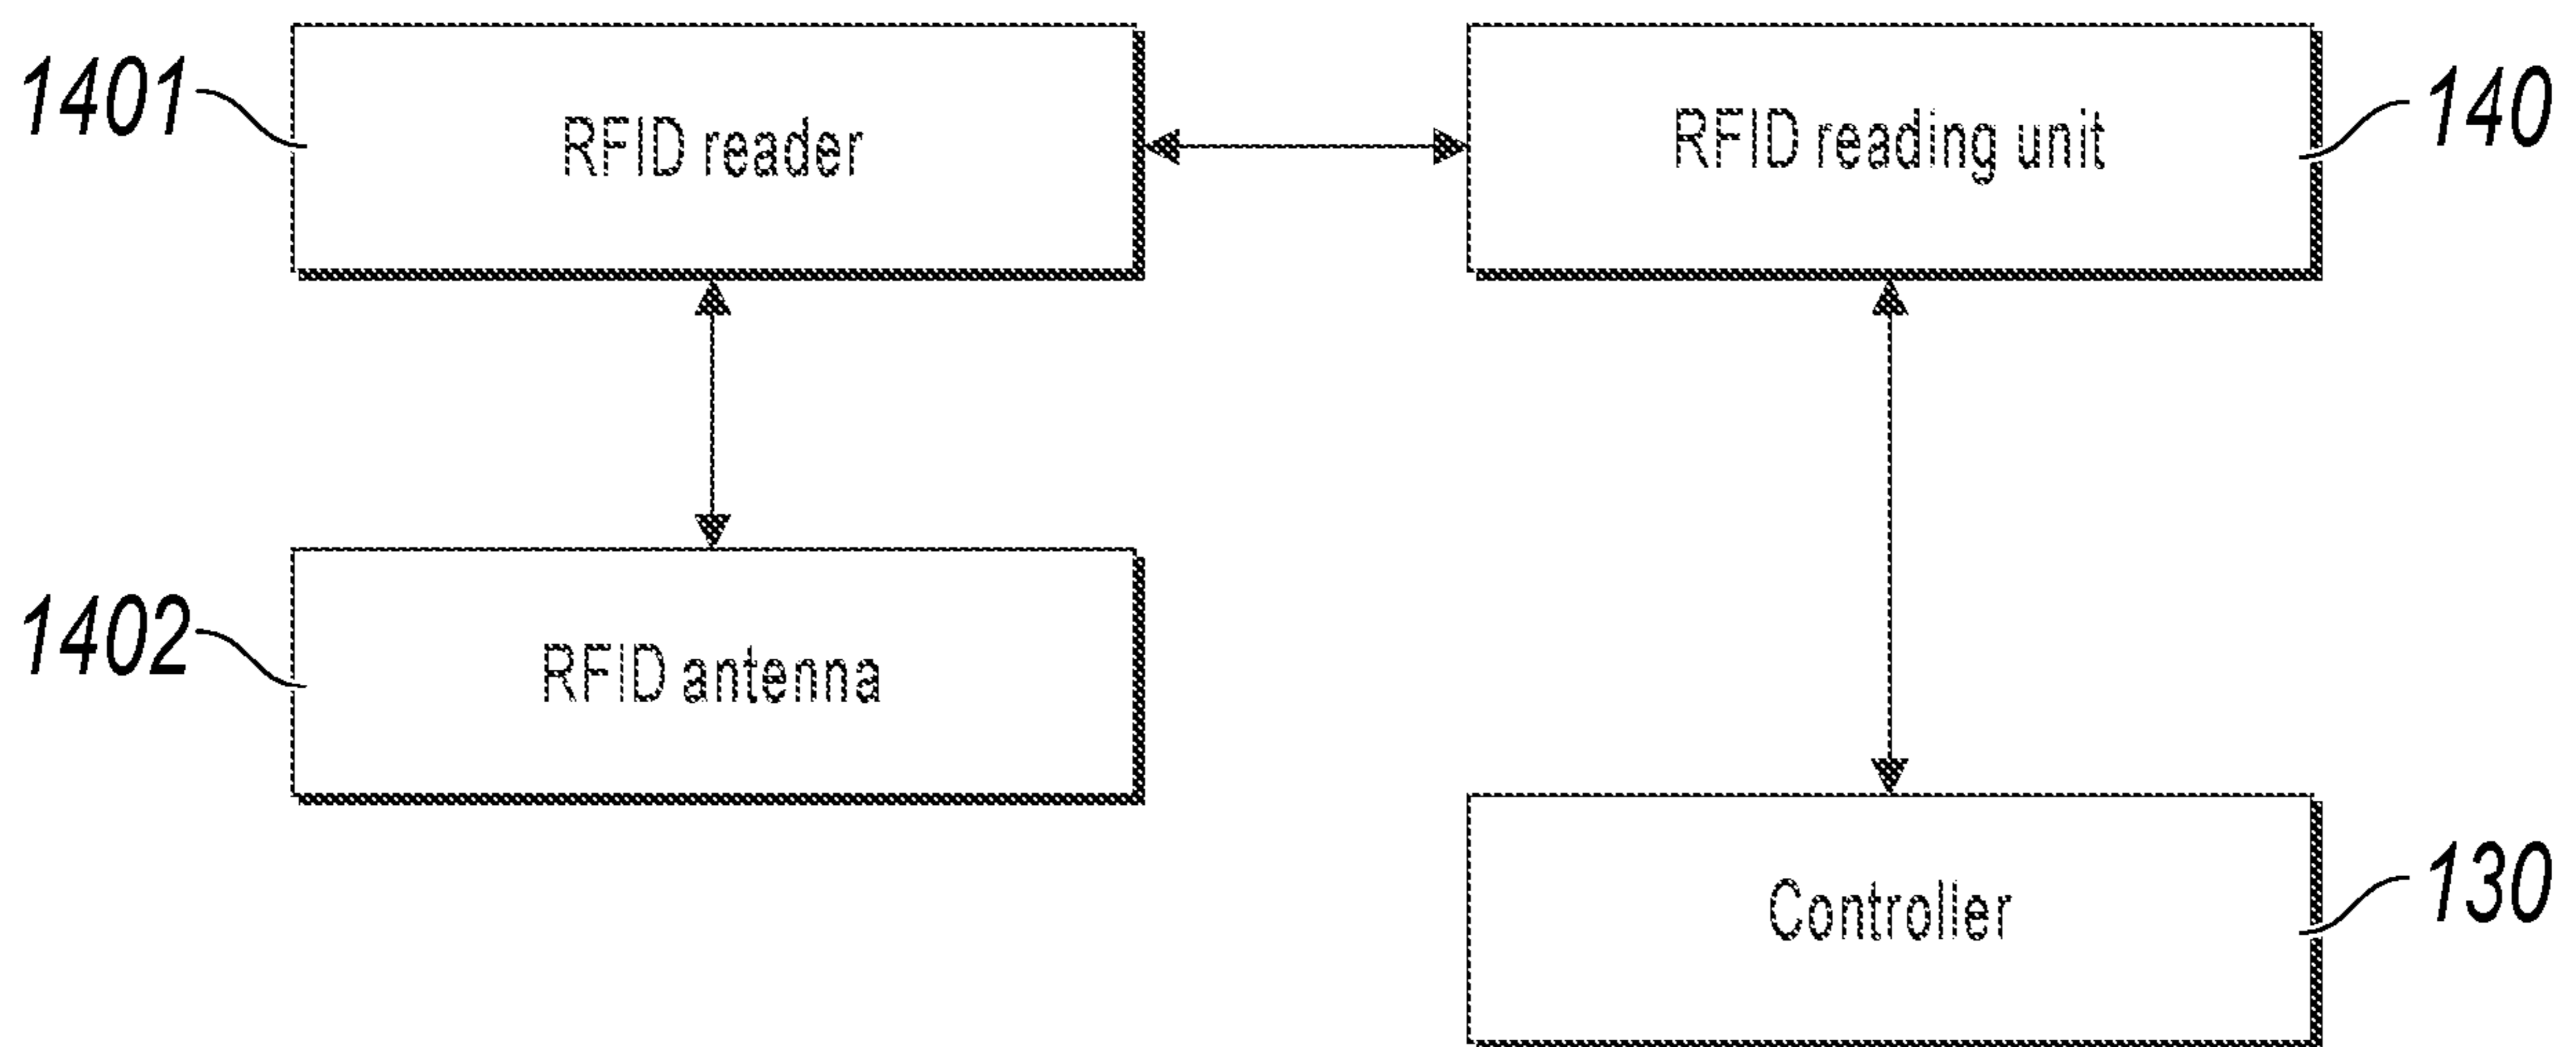 1401
RFID reader
RFID reading unit
140
1402
RFID antenna
Controller
130